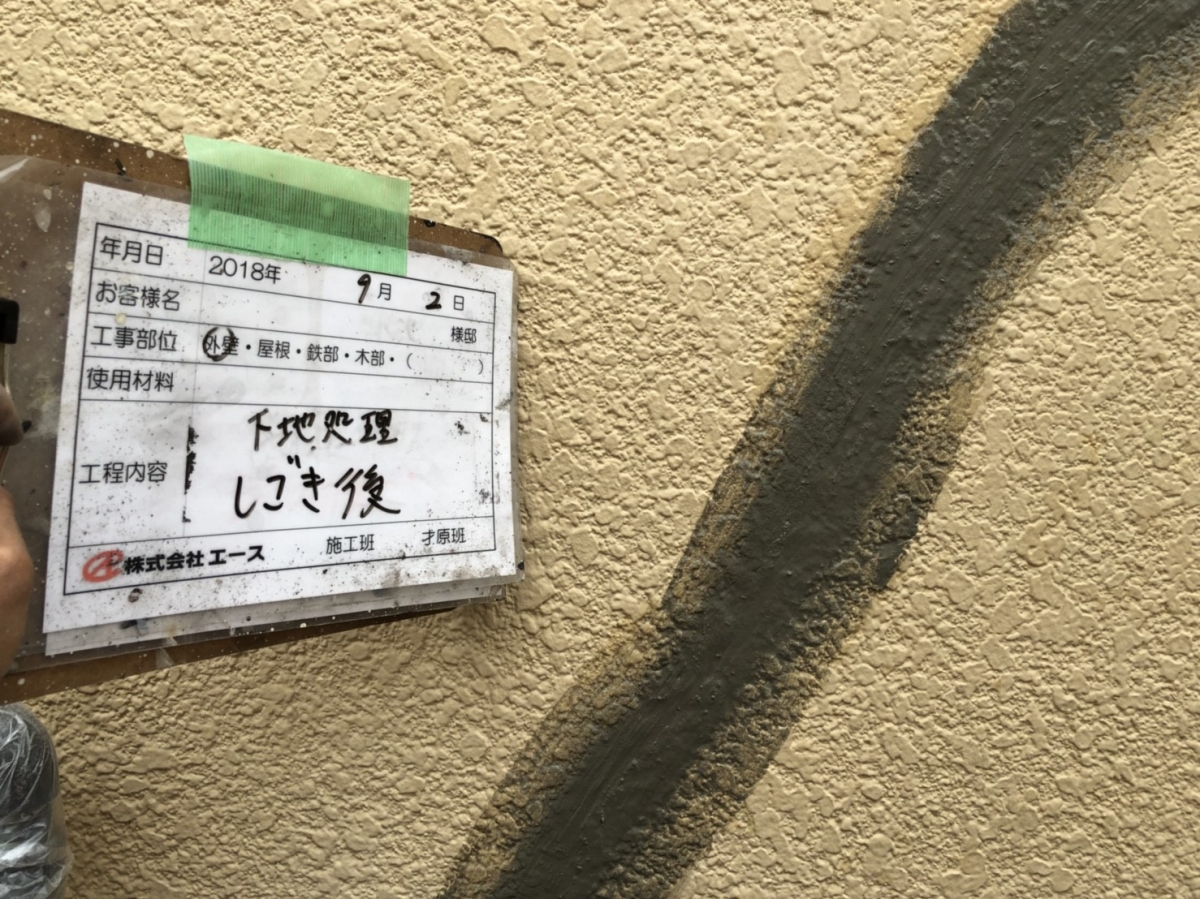 年月日 2018年 9月 2日
お客様名 様邸
工事部位 外壁・屋根・鉄部・木部・( )
使用材料
工程内容 下地処理
しごき後
株式会社エース 施工班 才原班